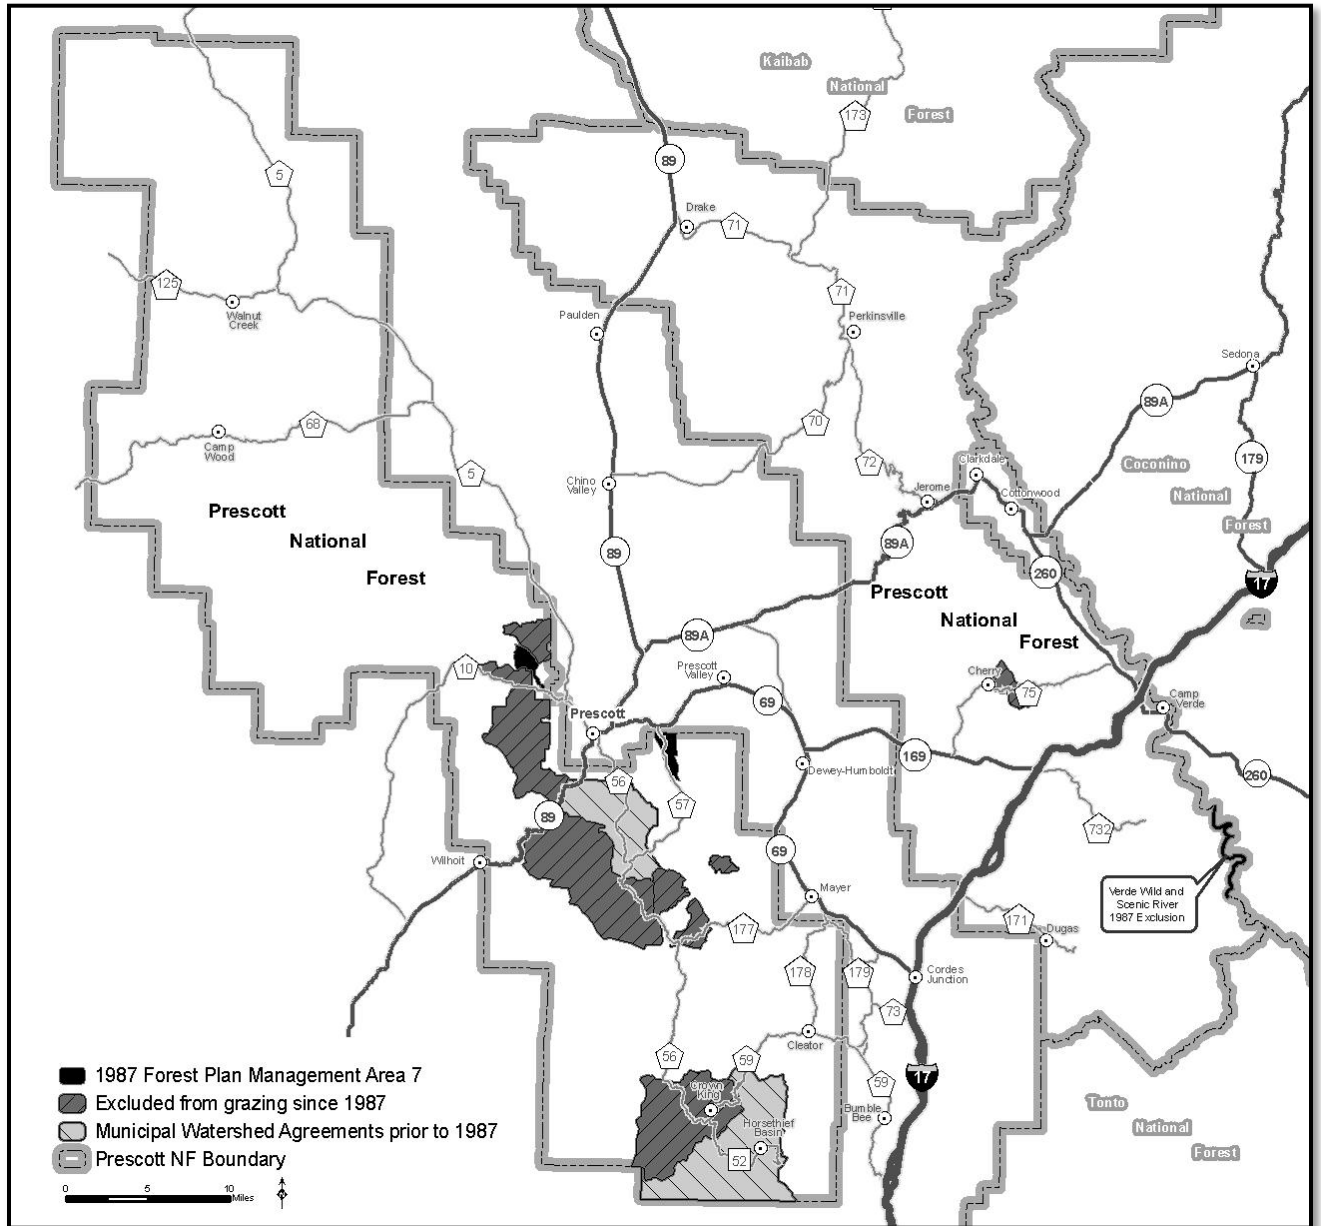 Kaibab
National
Forest
173
89
5
Drake
71
125
Walnut
Creek
71
Paulden
Perkinsville
Sedona
89A
68
Camp
Wood
70
Clarkdale
72
5
Coconino
179
Chino
Valley
Jerome
Cottonwood
National
Forest
Prescott
National
Forest
89
89A
260
17
Prescott
National
Forest
89A
10
Prescott
Valley
Cherry
75
69
Camp
Verde
Prescott
169
Dewey-Humboldt
260
56
57
89
732
69
Wilhoit
Mayer
Verde Wild and
Scenic River
1987 Exclusion
177
171
Dugas
178
179
Cordes
Junction
73
Cleator
56
59
17
59
Crown
King
Bumble
Bee
Horsethief
Basin
52
Tonto
National
Forest
1987 Forest Plan Management Area 7
Excluded from grazing since 1987
Municipal Watershed Agreements prior to 1987
Prescott NF Boundary
0 5 10
Miles